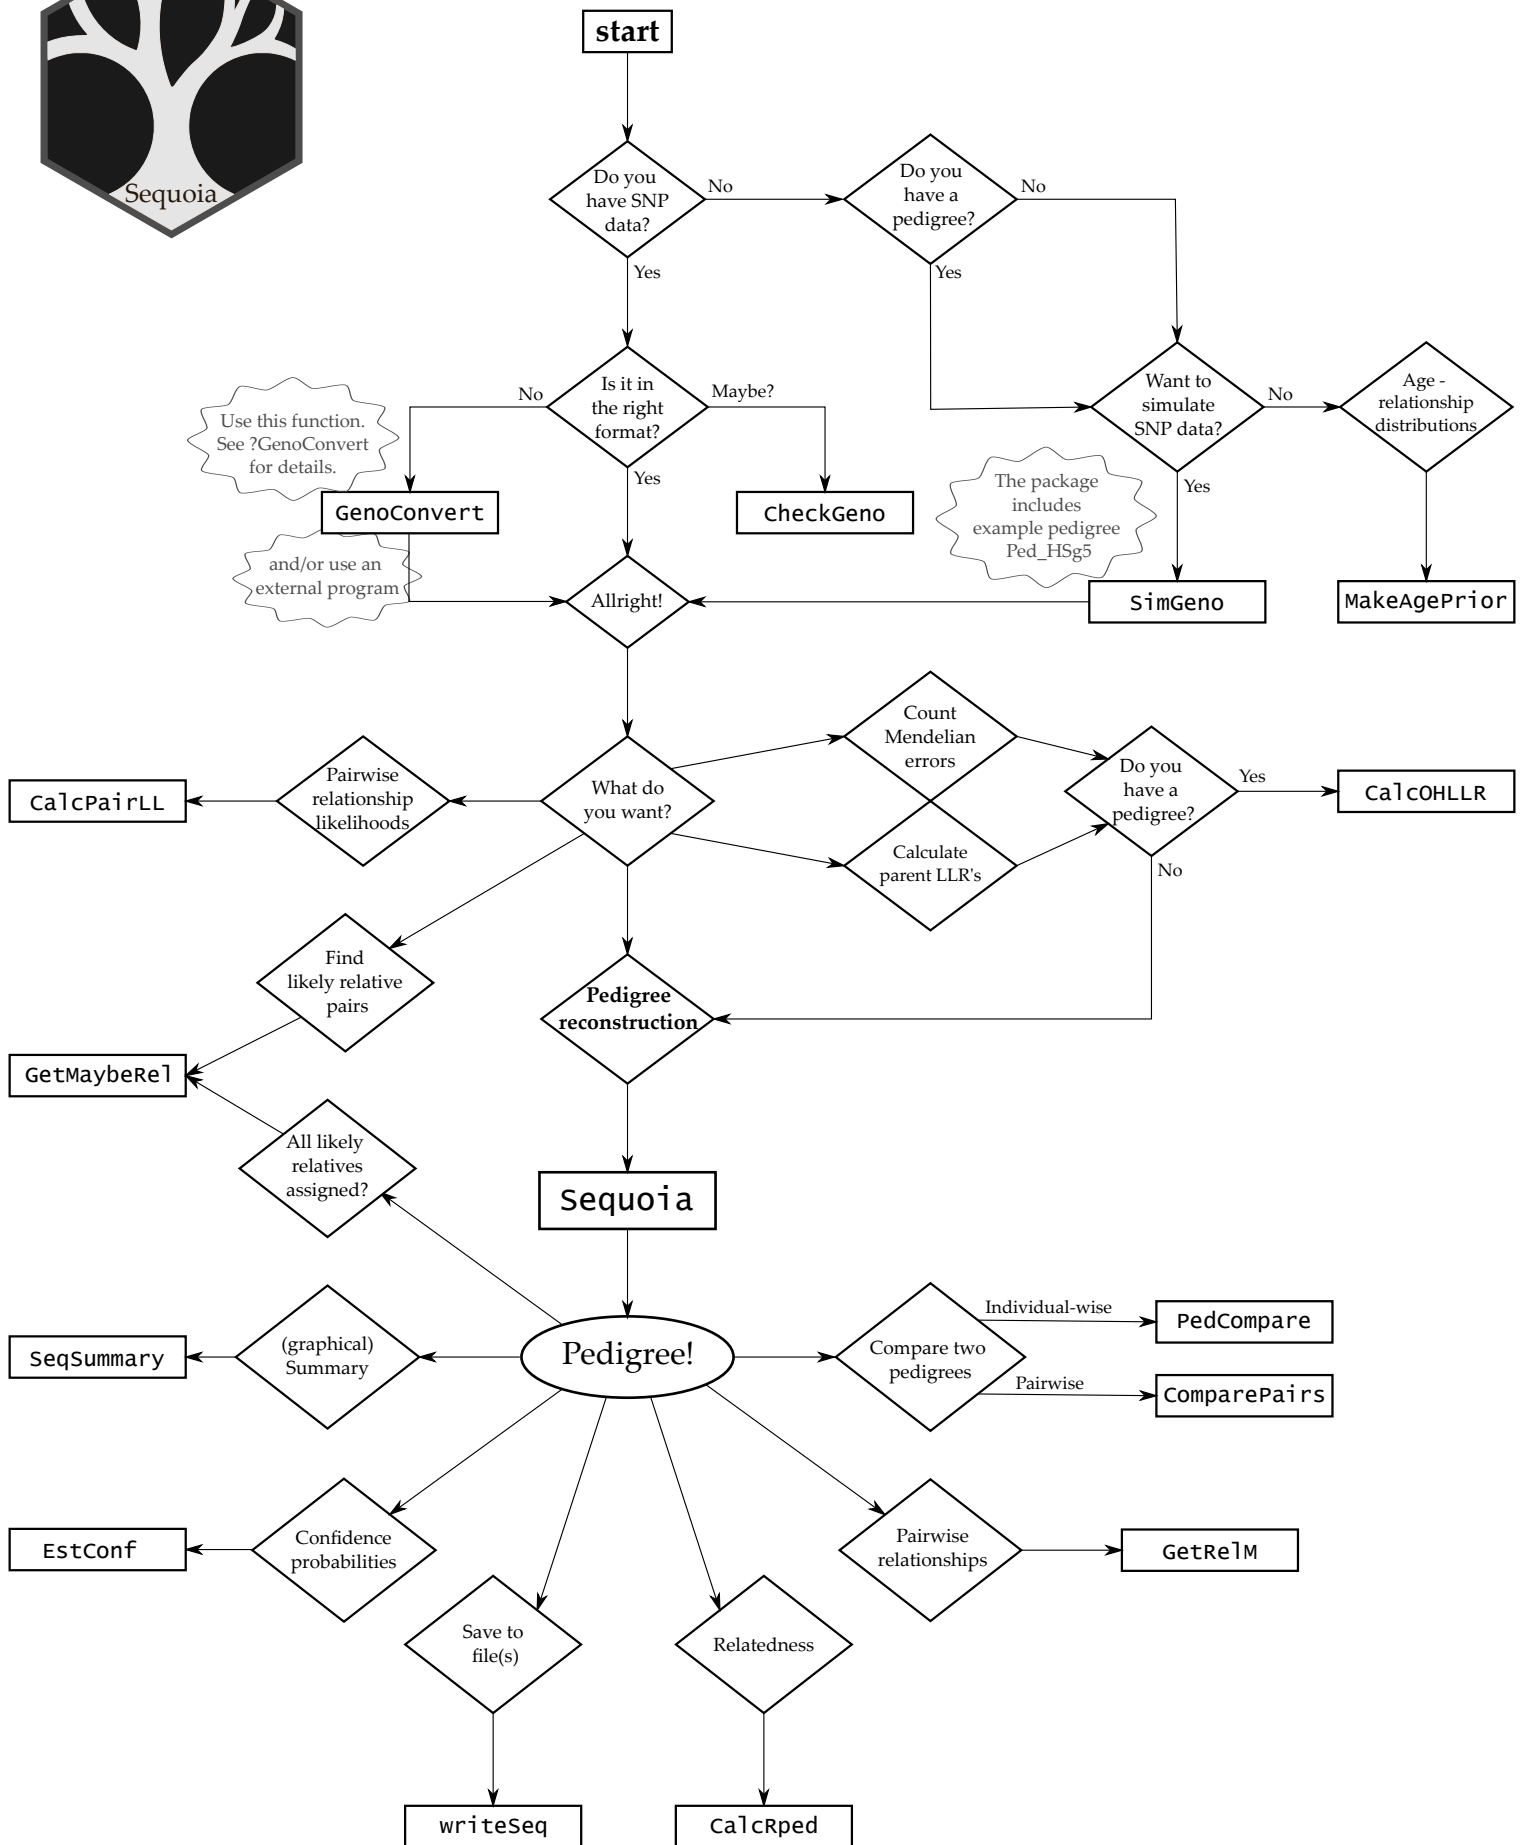 Sequoia
start
Do you
have SNP
data?
No
Do you
have a
pedigree?
No
Yes
Yes
Use this function.
See ?GenoConvert
for details.
No
Is it in
the right
format?
Maybe?
Want to
simulate
SNP data?
No
Age -
relationship
distributions
Yes
Yes
GenoConvert
CheckGeno
The package
includes
example pedigree
Ped_HSg5
and/or use an
external program
Allright!
SimGeno
MakeAgePrior
Count
Mendelian
errors
CalcPairLL
Pairwise
relationship
likelihoods
What do
you want?
Do you
have a
pedigree?
Yes
CalcOHLLR
Calculate
parent LLR's
No
Find
likely relative
pairs
Pedigree
reconstruction
GetMaybeRel
All likely
relatives
assigned?
Sequoia
SeqSummary
(graphical)
Summary
Pedigree!
Compare two
pedigrees
Individual-wise
PedCompare
Pairwise
ComparePairs
EstConf
Confidence
probabilities
Pairwise
relationships
GetRelM
Save to
file(s)
Relatedness
writeSeq
CalcRped